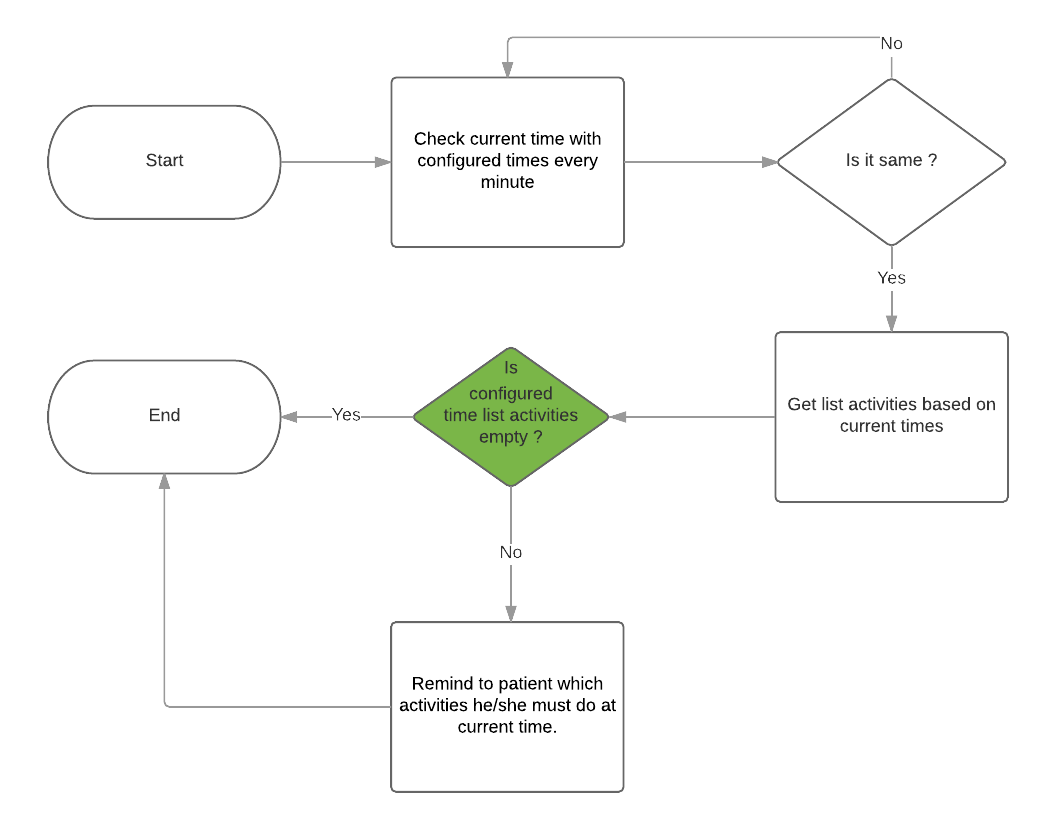 No
Start
Check current time with
configured times every
minute
Is it same ?
Yes
End
Yes
Is
configured
time list activities
empty ?
Get list activities based on
current times
No
Remind to patient which
activities he/she must do at
current time.